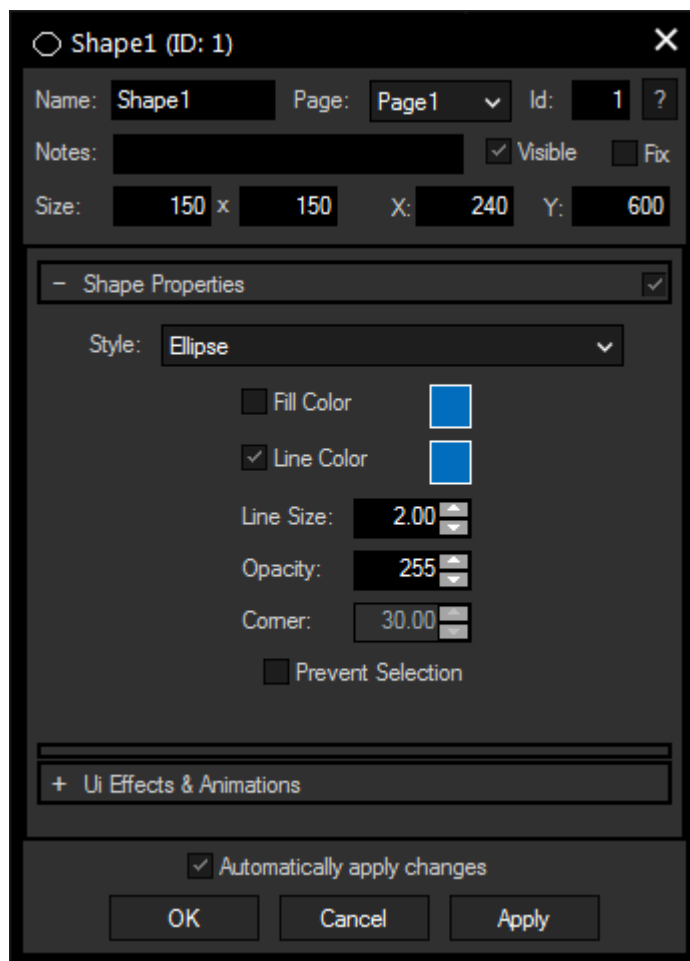 Shape1 (ID: 1)
Name: Shape1 Page: Page1 Id: 1 ?
Notes: Visible Fix
Size: 150 x 150 X: 240 Y: 600
- Shape Properties
Style: Ellipse
Fill Color
Line Color
Line Size: 2.00
Opacity: 255
Corner: 30.00
Prevent Selection
+ Ui Effects & Animations
Automatically apply changes
OK Cancel Apply